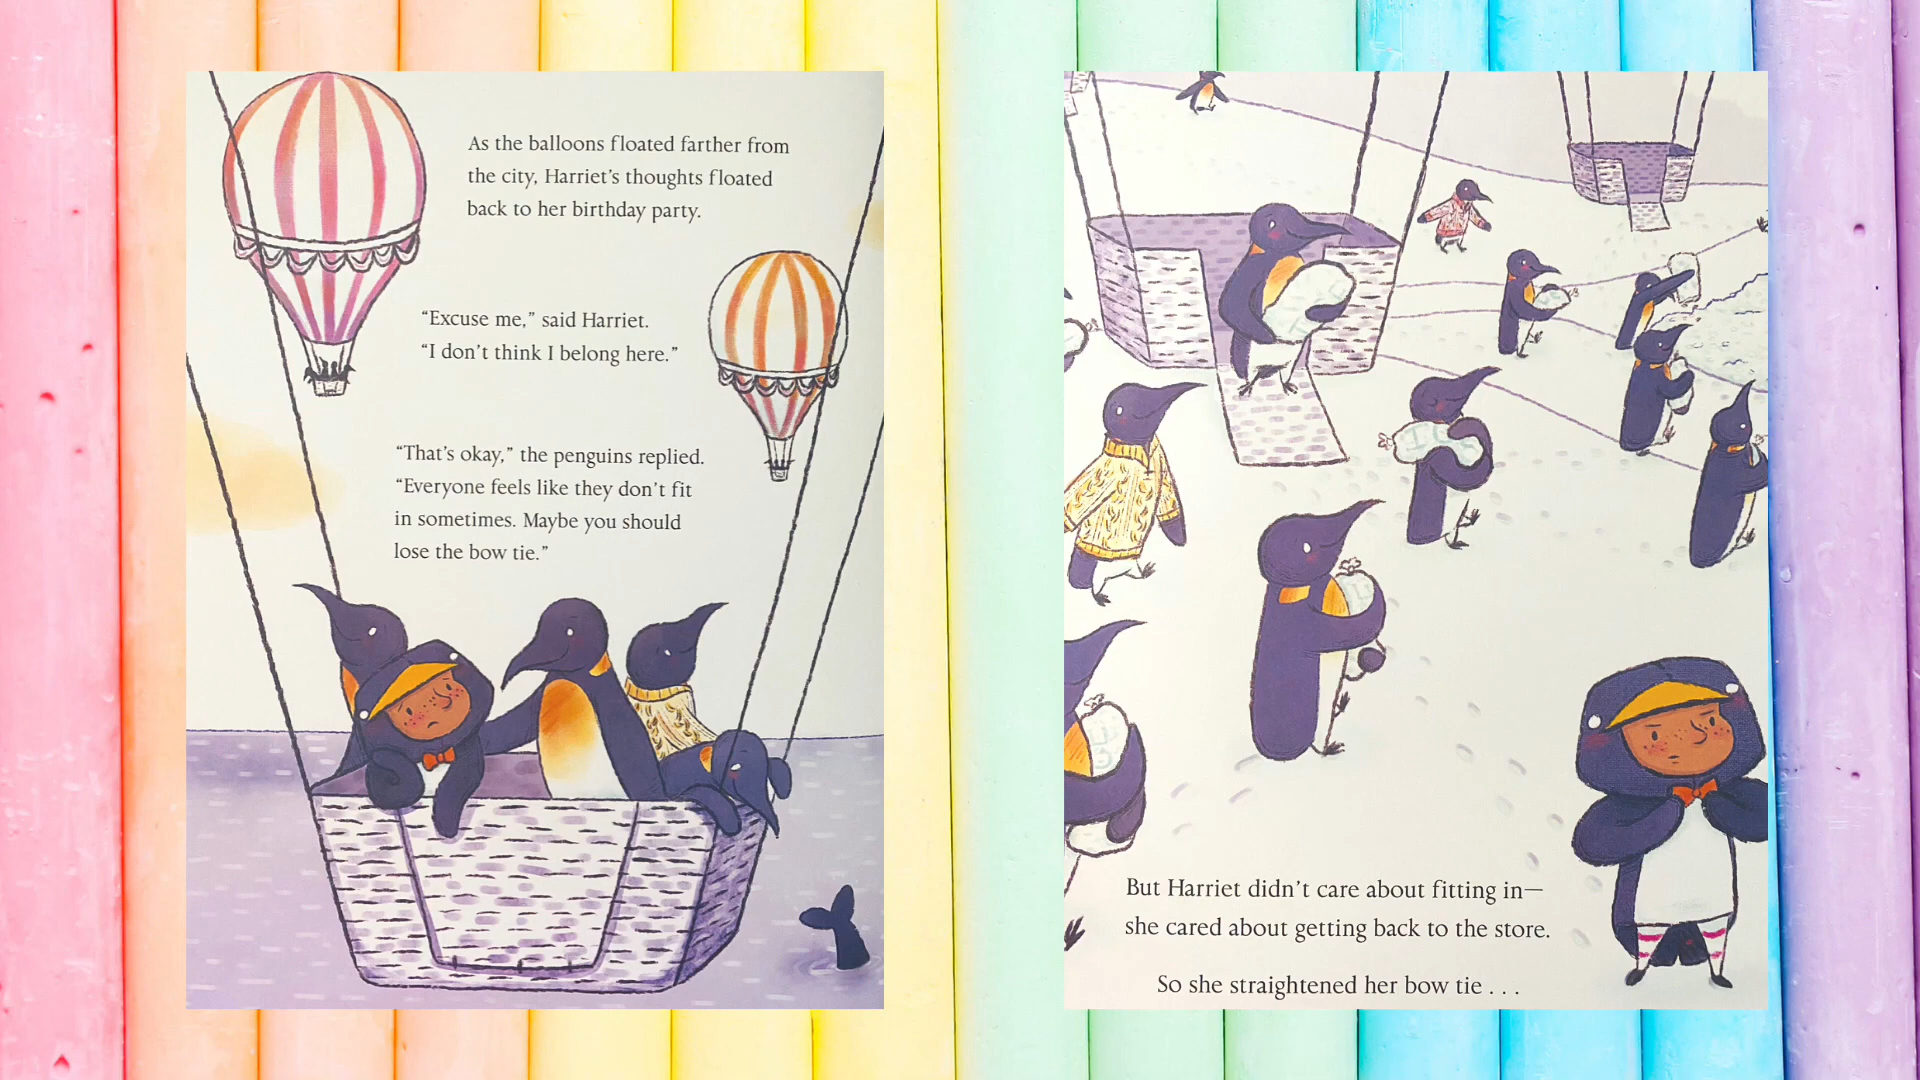 As the balloons floated farther from
the city, Harriet's thoughts floated
back to her birthday party.
“Excuse me,” said Harriet.
“I don't think I belong here.”
“That's okay,” the penguins replied.
“Everyone feels like they don't fit
in sometimes. Maybe you should
lose the bow tie.”
But Harriet didn't care about fitting in—
she cared about getting back to the store.
So she straightened her bow tie . . .